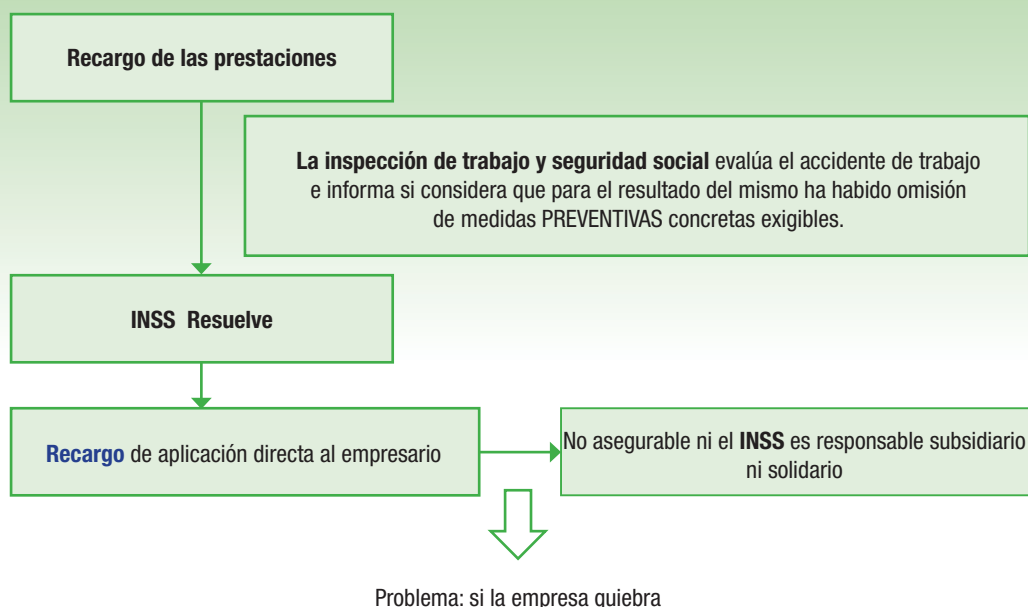 Recargo de las prestaciones
La inspección de trabajo y seguridad social evalúa el accidente de trabajo
e informa si considera que para el resultado del mismo ha habido omisión
de medidas PREVENTIVAS concretas exigibles.
INSS Resuelve
Recargo de aplicación directa al empresario
No asegurable ni el INSS es responsable subsidiario
ni solidario
Problema: si la empresa quiebra